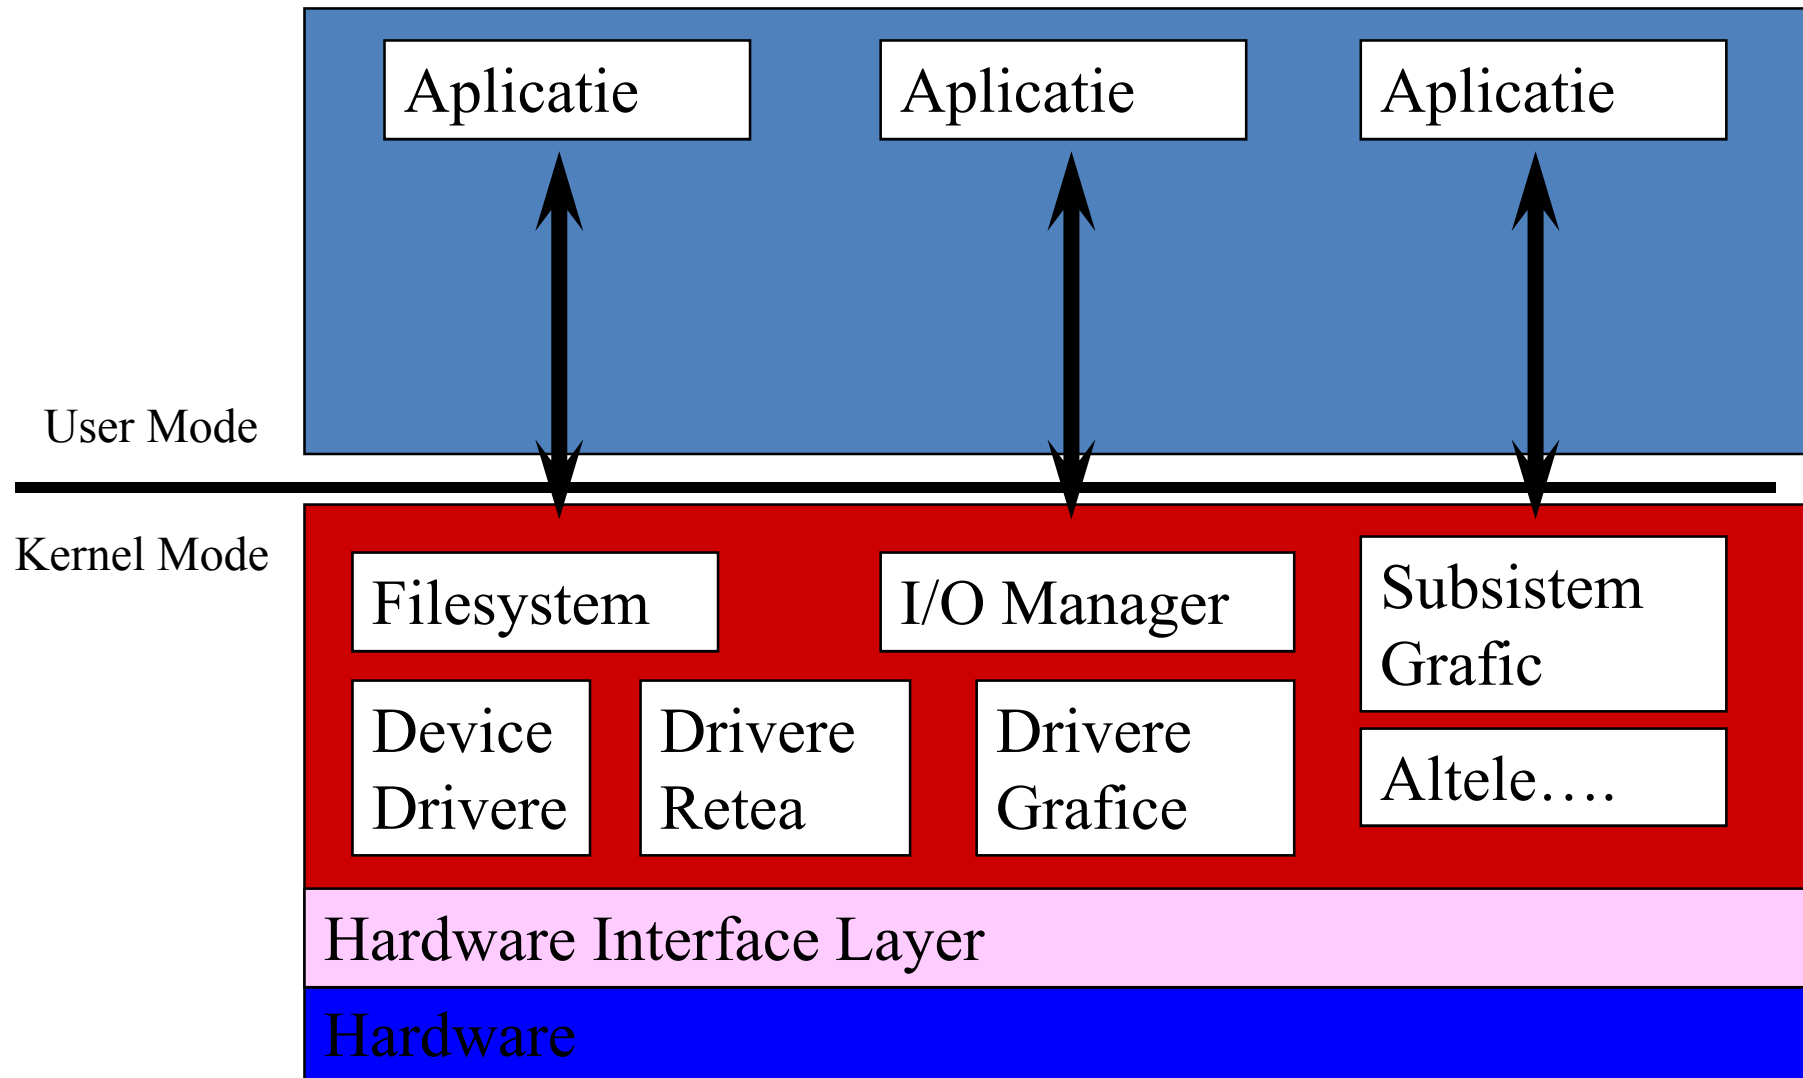 Aplicatie
Aplicatie
Aplicatie
User Mode
Kernel Mode
Filesystem
I/O Manager
Subsistem
Grafic
Device
Drivere
Drivere
Retea
Drivere
Grafice
Altele….
Hardware Interface Layer
Hardware